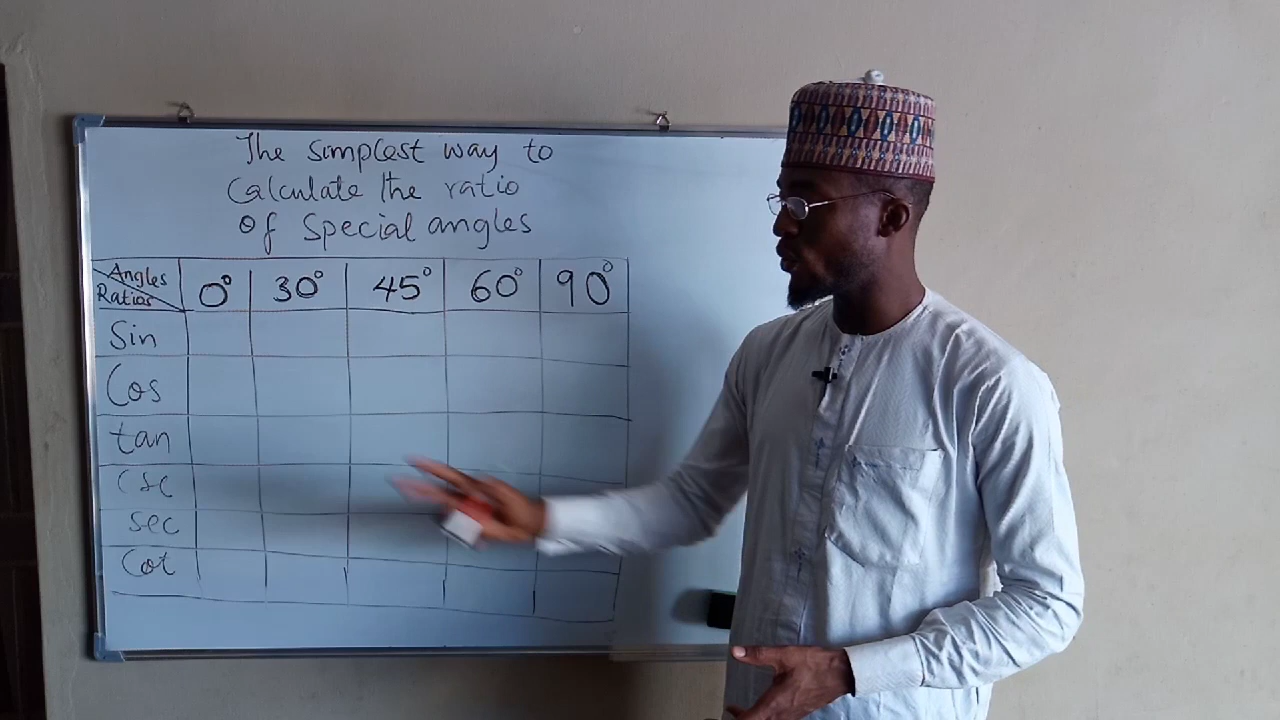 The simplest way to
Calculate the ratio
Of Special angles
Angles
Ratios
0° 30° 45° 60° 90°
Sin
Cos
tan
Csc
sec
Cot